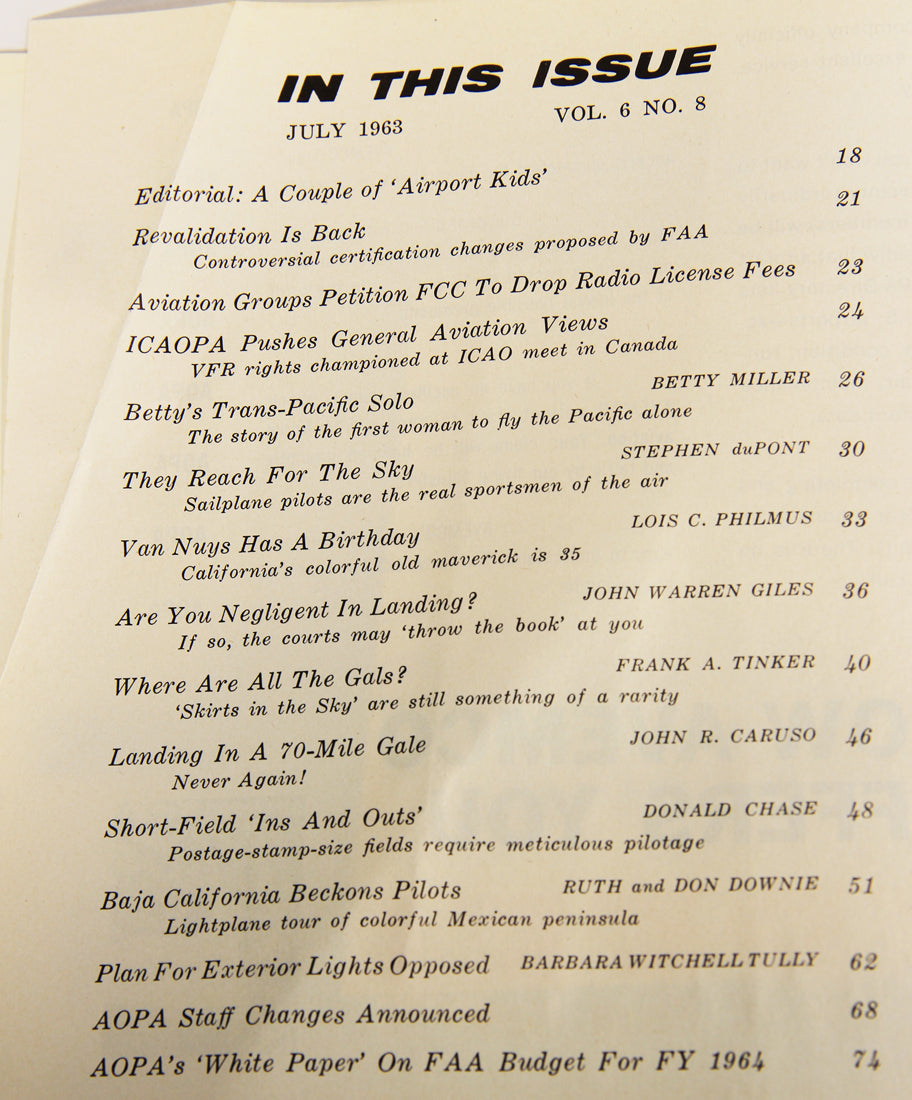 IN THIS ISSUE
JULY 1963 VOL. 6 NO. 8
Editorial: A Couple of ‘Airport Kids’ 18
Revalidation Is Back 21
Controversial certification changes proposed by FAA
Aviation Groups Petition FCC To Drop Radio License Fees 23
ICAOPA Pushes General Aviation Views 24
VFR rights championed at ICAO meet in Canada
Betty’s Trans-Pacific Solo BETTY MILLER 26
The story of the first woman to fly the Pacific alone
They Reach For The Sky STEPHEN duPONT 30
Sailplane pilots are the real sportsmen of the air
Van Nuys Has A Birthday LOIS C. PHILMUS 33
California’s colorful old maverick is 35
Are You Negligent In Landing? JOHN WARREN GILES 36
If so, the courts may ‘throw the book’ at you
Where Are All The Gals? FRANK A. TINKER 40
‘Skirts in the Sky’ are still something of a rarity
Landing In A 70-Mile Gale JOHN R. CARUSO 46
Never Again!
Short-Field ‘Ins And Outs’ DONALD CHASE 48
Postage-stamp-size fields require meticulous pilotage
Baja California Beckons Pilots RUTH and DON DOWNIE 51
Lightplane tour of colorful Mexican peninsula
Plan For Exterior Lights Opposed BARBARA WITCHELL TULLY 62
AOPA Staff Changes Announced 68
AOPA’s ‘White Paper’ On FAA Budget For FY 1964 74